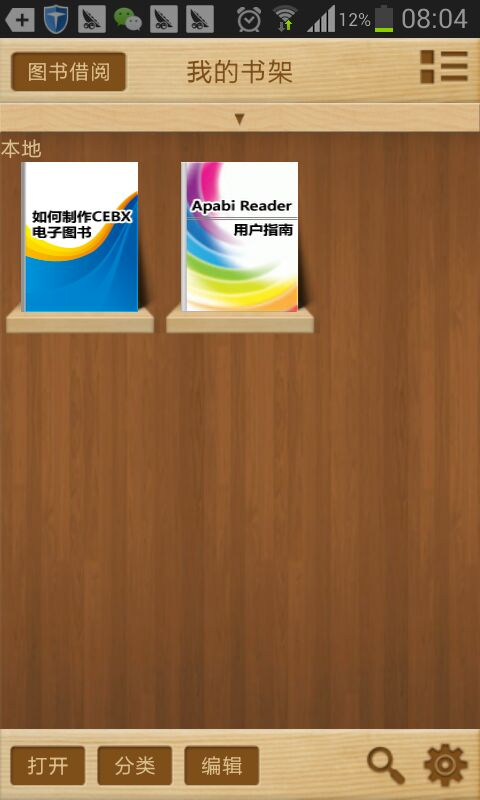 12% 08:04
图书借阅 我的书架
本地
如何制作CEBX
电子图书
Apabi Reader
用户指南
打开 分类 编辑